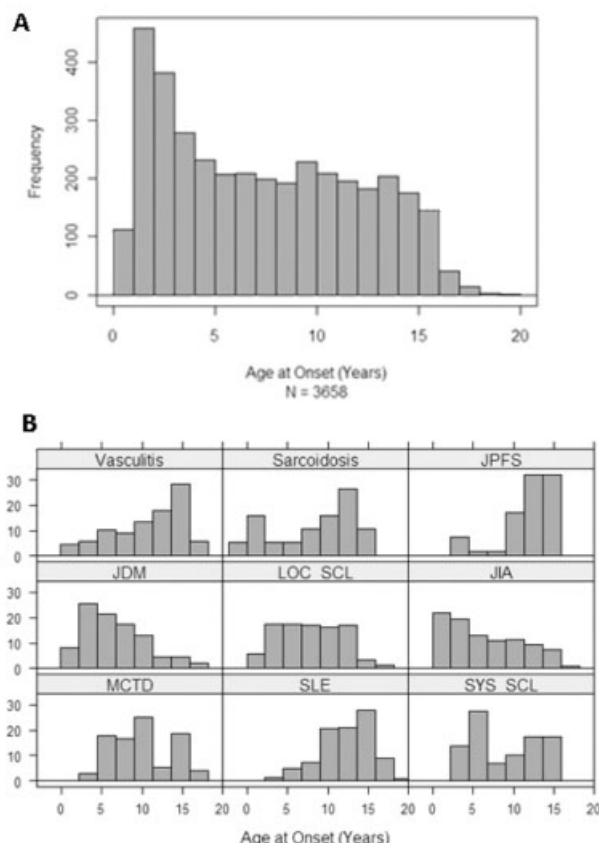 A
400
300
200
100
0
Frequency
0 5 10 15 20
Age at Onset (Years)
N = 3658
B
Vasculitis Sarcoidosis JPFS
30
20
10
0
JDM LOC SCL JIA
30
20
10
0
MCTD SLE SYS SCL
30
20
10
0
0 5 10 15 20 0 5 10 15 20 0 5 10 15 20
Age at Onset (Years)